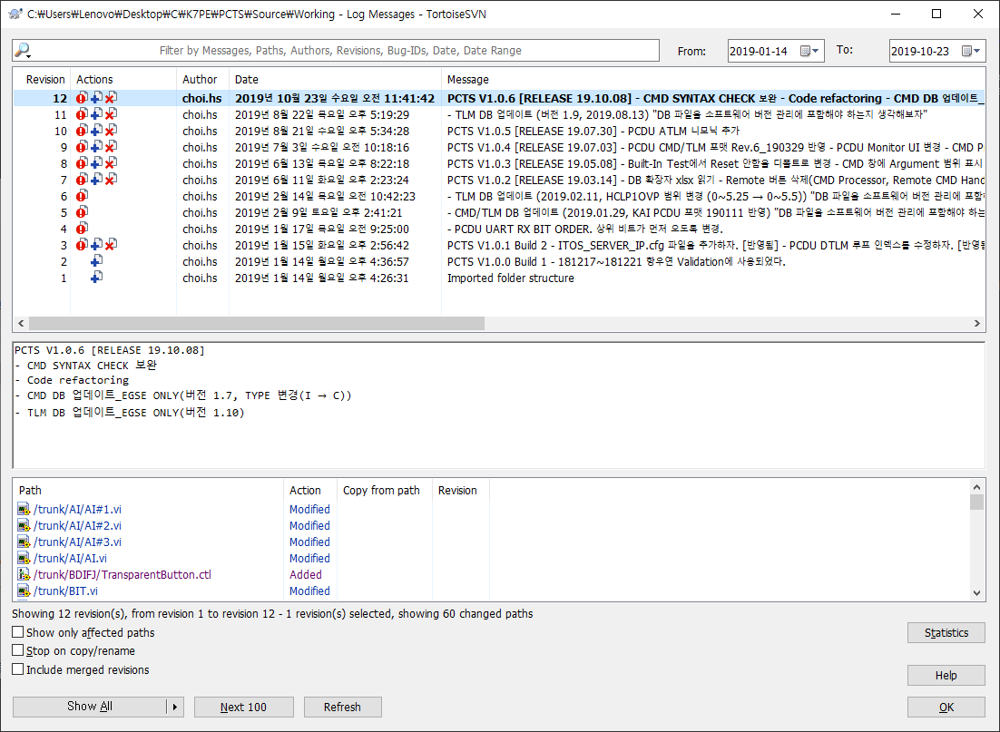 C:₩Users₩Lenovo₩Desktop₩C₩K7PE₩PCTS₩Source₩Working - Log Messages - TortoiseSVN
Filter by Messages, Paths, Authors, Revisions, Bug-IDs, Date, Date Range From: 2019-01-14 To: 2019-10-23
Revision Actions Author Date Message
12 choi.hs 2019년 10월 23일 수요일 오전 11:41:42 PCTS V1.0.6 [RELEASE 19.10.08] - CMD SYNTAX CHECK 보완 - Code refactoring - CMD DB 업데이트_
11 choi.hs 2019년 8월 22일 목요일 오후 5:19:29 - TLM DB 업데이트 (버전 1.9, 2019.08.13) "DB 파일을 소프트웨어 버전 관리에 포함해야 하는지 생각해보자"
10 choi.hs 2019년 8월 21일 수요일 오후 5:34:28 PCTS V1.0.5 [RELEASE 19.07.30] - PCDU ATLM 니모닉 추가
9 choi.hs 2019년 7월 3일 수요일 오전 10:18:16 PCTS V1.0.4 [RELEASE 19.07.03] - PCDU CMD/TLM 포맷 Rev.6_190329 반영 - PCDU Monitor UI 변경 - CMD P
8 choi.hs 2019년 6월 13일 목요일 오후 8:22:18 PCTS V1.0.3 [RELEASE 19.05.08] - Built-In Test에서 Reset 안함을 디폴트로 변경 - CMD 창에 Argument 범위 표시
7 choi.hs 2019년 6월 11일 화요일 오후 2:23:24 PCTS V1.0.2 [RELEASE 19.03.14] - DB 확장자 xlsx 읽기 - Remote 버튼 삭제(CMD Processor, Remote CMD Hand
6 choi.hs 2019년 2월 14일 목요일 오전 10:42:23 - TLM DB 업데이트 (2019.02.11, HCLP1OVP 범위 변경 (0~5.25 → 0~5.5)) "DB 파일을 소프트웨어 버전 관리에 포함해
5 choi.hs 2019년 2월 9일 토요일 오후 2:41:21 - CMD/TLM DB 업데이트 (2019.01.29, KAI PCDU 포맷 190111 반영) "DB 파일을 소프트웨어 버전 관리에 포함해야 하는
4 choi.hs 2019년 1월 17일 목요일 오전 9:25:00 - PCDU UART RX BIT ORDER. 상위 비트가 먼저 오도록 변경.
3 choi.hs 2019년 1월 15일 화요일 오후 2:56:42 PCTS V1.0.1 Build 2 - ITOS_SERVER_IP.cfg 파일을 추가하자. [반영됨] - PCDU DTLM 루프 인덱스를 수정하자. [반영됨
2 choi.hs 2019년 1월 14일 월요일 오후 4:36:57 PCTS V1.0.0 Build 1 - 181217~181221 항우연 Validation에 사용되었다.
1 choi.hs 2019년 1월 14일 월요일 오후 4:26:31 Imported folder structure
PCTS V1.0.6 [RELEASE 19.10.08]
- CMD SYNTAX CHECK 보완
- Code refactoring
- CMD DB 업데이트_EGSE ONLY(버전 1.7, TYPE 변경(I → C))
- TLM DB 업데이트_EGSE ONLY(버전 1.10)
Path Action Copy from path Revision
/trunk/AI/AI#1.vi Modified
/trunk/AI/AI#2.vi Modified
/trunk/AI/AI#3.vi Modified
/trunk/AI/AI.vi Modified
/trunk/BDIFJ/TransparentButton.ctl Added
/trunk/BIT.vi Modified
Showing 12 revision(s), from revision 1 to revision 12 - 1 revision(s) selected, showing 60 changed paths
Show only affected paths
Statistics
Stop on copy/rename
Include merged revisions
Help
Show All Next 100 Refresh OK